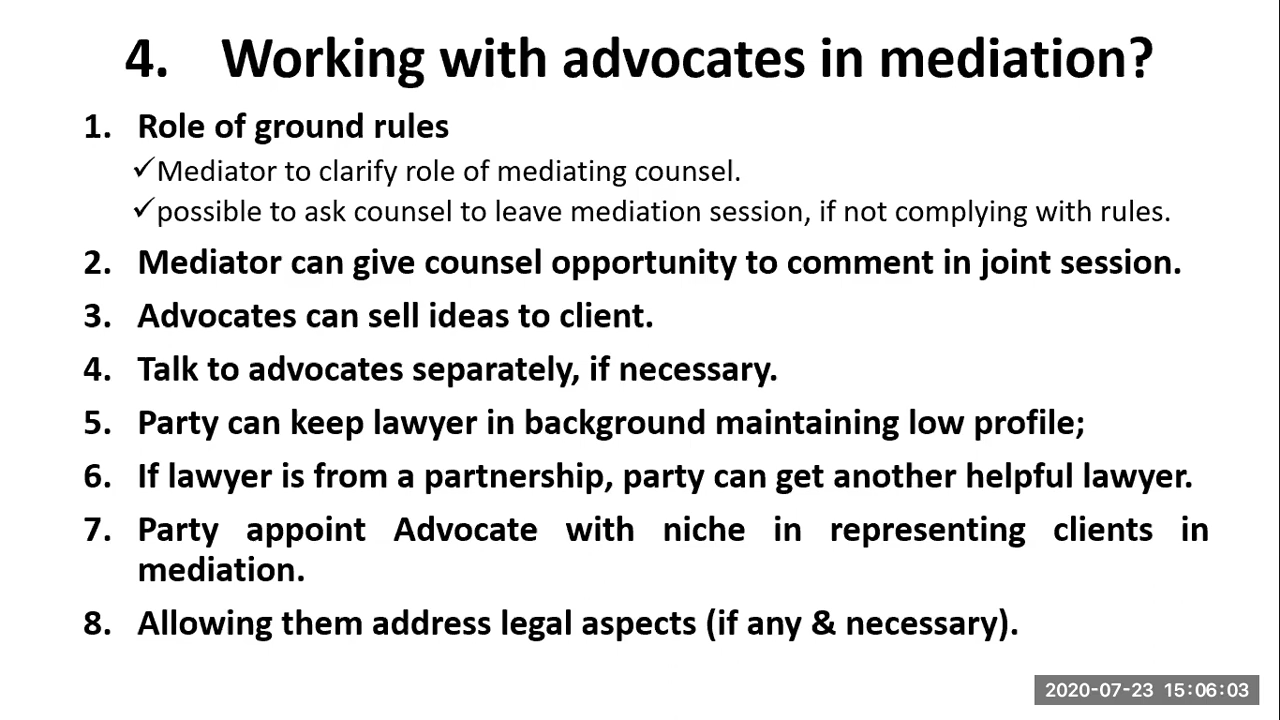 4. Working with advocates in mediation?
1. Role of ground rules
✓Mediator to clarify role of mediating counsel.
✓possible to ask counsel to leave mediation session, if not complying with rules.
2. Mediator can give counsel opportunity to comment in joint session.
3. Advocates can sell ideas to client.
4. Talk to advocates separately, if necessary.
5. Party can keep lawyer in background maintaining low profile;
6. If lawyer is from a partnership, party can get another helpful lawyer.
7. Party appoint Advocate with niche in representing clients in
mediation.
8. Allowing them address legal aspects (if any & necessary).
2020-07-23 15:06:03